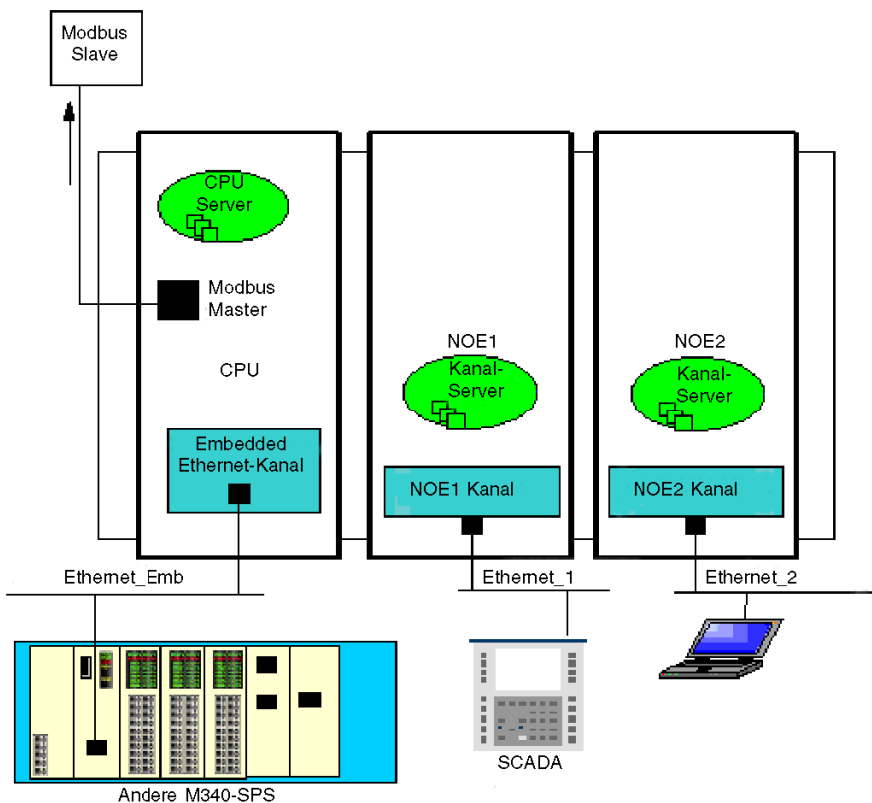 Modbus
Slave
CPU
Server
Modbus
Master
CPU
Embedded
Ethernet-Kanal
NOE1
Kanal-
Server
NOE1 Kanal
NOE2
Kanal-
Server
NOE2 Kanal
Ethernet_Emb
Ethernet_1
Ethernet_2
SCADA
Andere M340-SPS